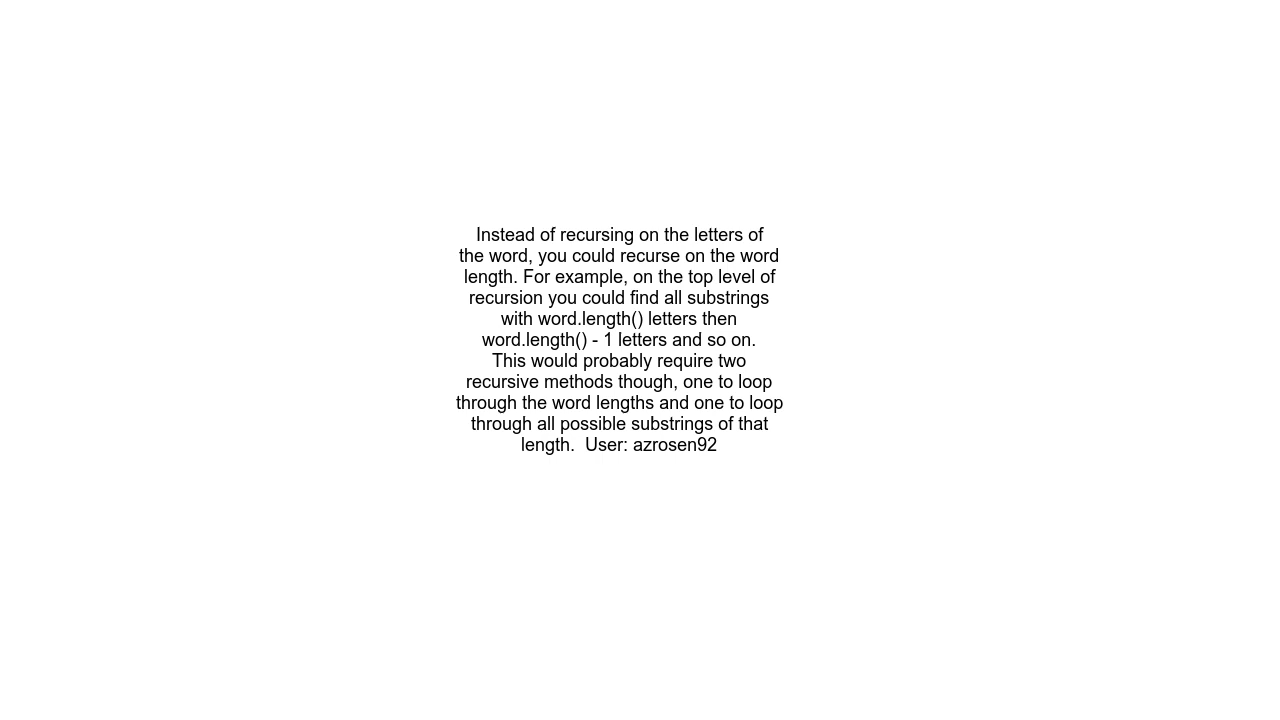 Instead of recursing on the letters of
the word, you could recurse on the word
length. For example, on the top level of
recursion you could find all substrings
with word.length() letters then
word.length() - 1 letters and so on.
This would probably require two
recursive methods though, one to loop
through the word lengths and one to loop
through all possible substrings of that
length.  User: azrosen92